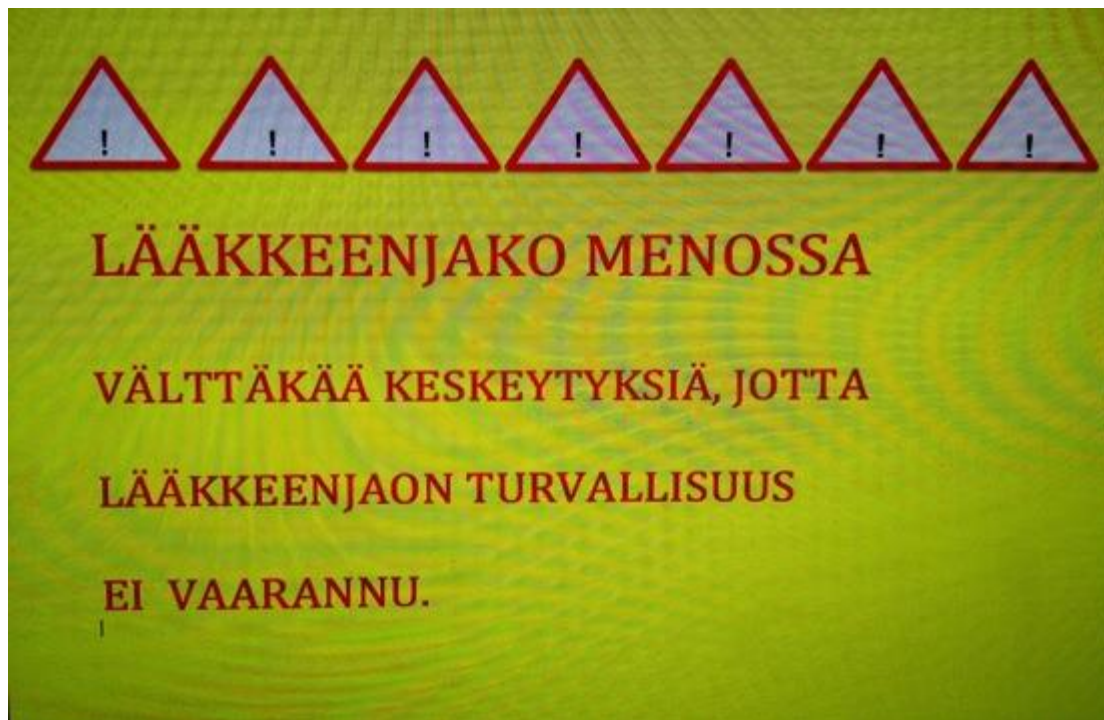 ! ! ! ! ! ! !
LÄÄKKEENJAKO MENOSSA
VÄLTTÄKÄÄ KESKEYTYKSIÄ, JOTTA
LÄÄKKEENJAON TURVALLISUUS
EI VAARANNU.